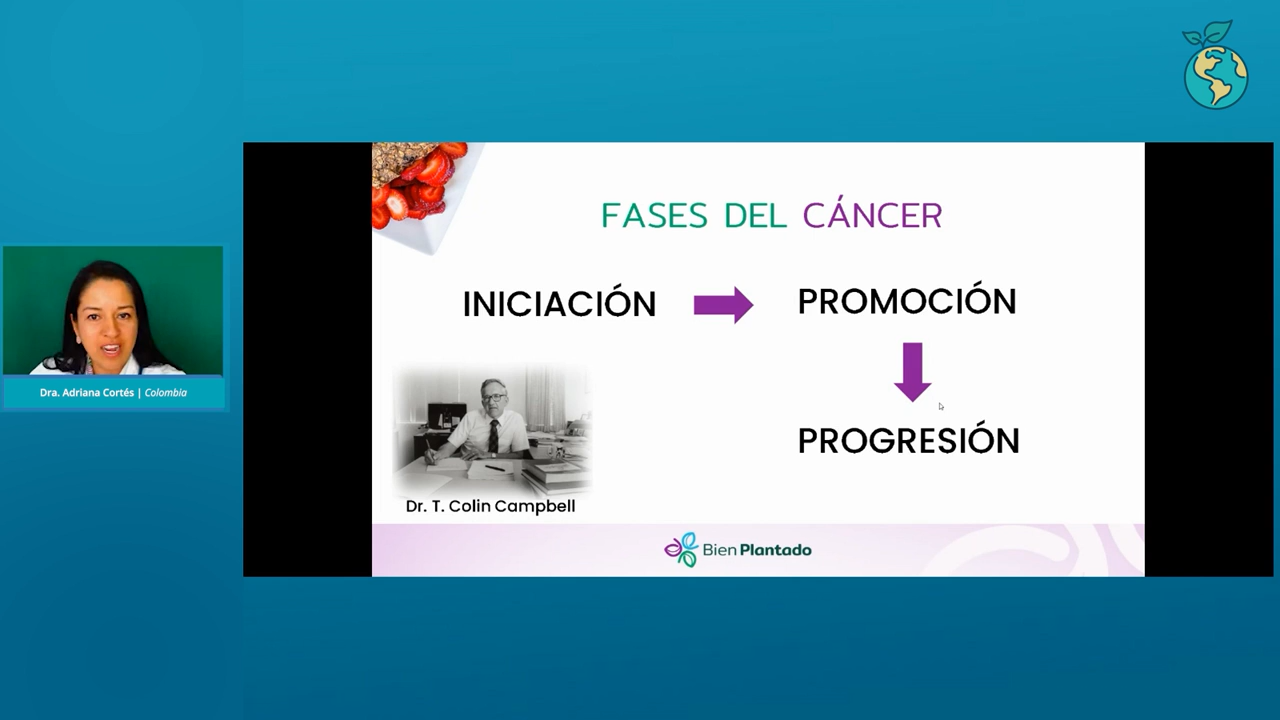 FASES DEL CÁNCER
INICIACIÓN
PROMOCIÓN
PROGRESIÓN
Dr. T. Colin Campbell
Bien Plantado
Dra. Adriana Cortés | Colombia